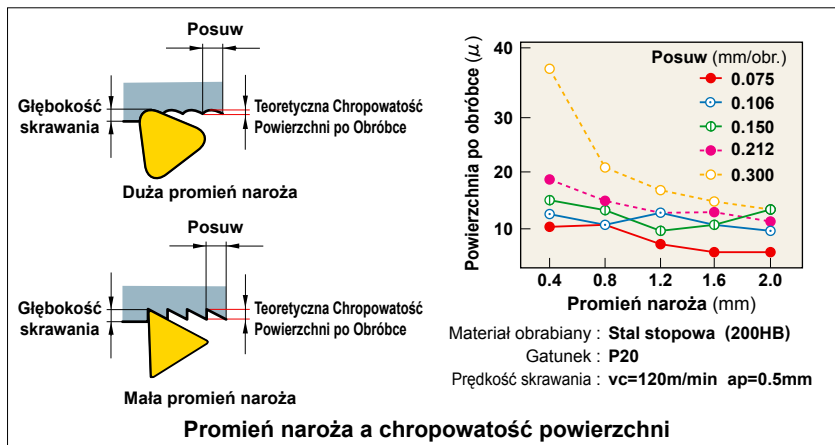 Posuw
Głębokość
skrawania
Teoretyczna Chropowatość
Powierzchni po Obróbce
Duża promień naroża
Posuw
Głębokość
skrawania
Teoretyczna Chropowatość
Powierzchni po Obróbce
Mała promień naroża
Powierzchnia po obróbce (μ)
40
30
20
10
Posuw (mm/obr.)
0.075
0.106
0.150
0.212
0.300
0.4 0.8 1.2 1.6 2.0
Promień naroża (mm)
Materiał obrabiany : Stal stopowa (200HB)
Gatunek : P20
Prędkość skrawania : vc=120m/min ap=0.5mm
Promień naroża a chropowatość powierzchni